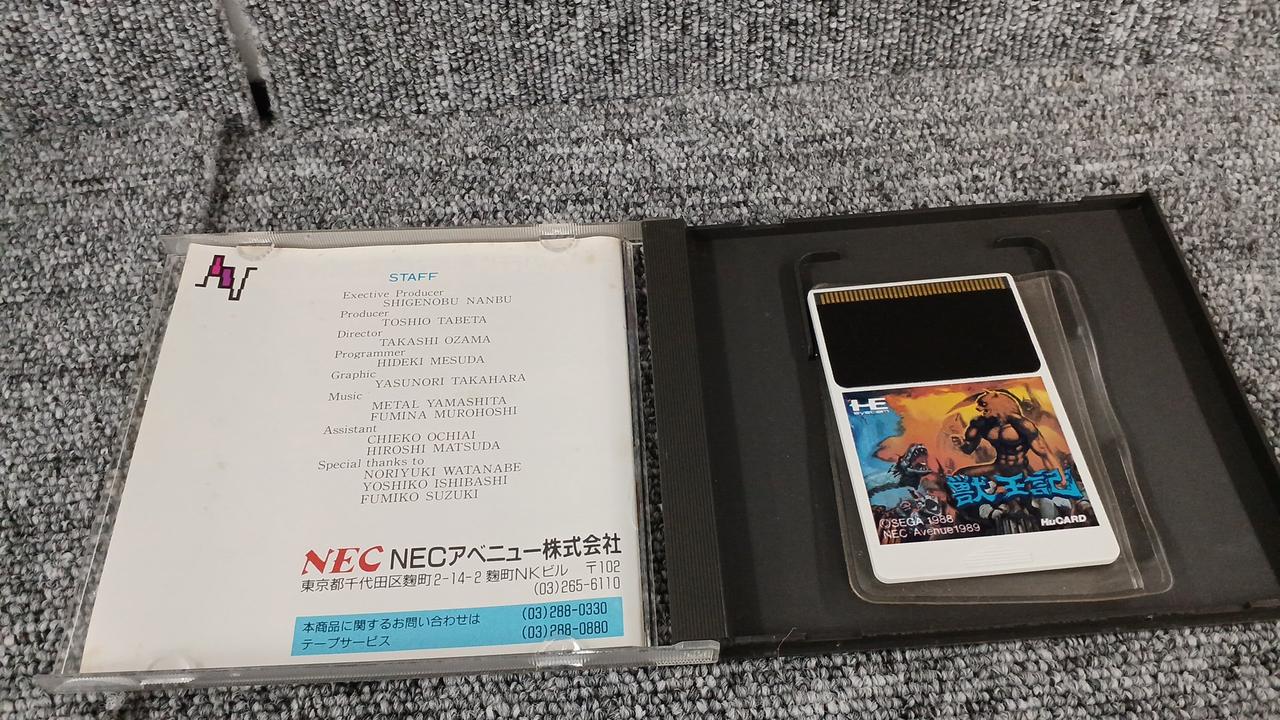 STAFF
Exective Producer
SHIGENOBU NANBU
Producer
TOSHIO TABETA
Director
TAKASHI OZAMA
Programmer
HIDEKI MESUDA
Graphic
YASUNORI TAKAHARA
Music
METAL YAMASHITA
FUMINA MUROHOSHI
Assistant
CHIEKO OCHIAI
HIROSHI MATSUDA
Special thanks to
NORIYUKI WATANABE
YOSHIKO ISHIBASHI
FUMIKO SUZUKI
NEC NECアベニュー株式会社
東京都千代田区麹町2-14-2 麹町NKビル 〒102
(03)265-6110
本商品に関するお問い合わせは (03)288-0330
テープサービス (03)288-0880
HE
system
獣王記
©SEGA 1988
NEC Avenue1989
HuCARD